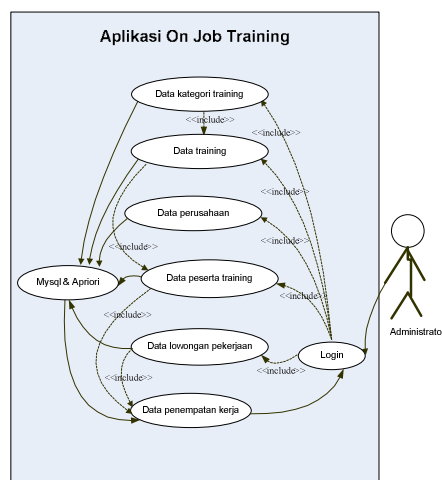 Aplikasi On Job Training
Data kategori training
<<include>>
<<include>>
Data training
<<include>>
Data perusahaan
<<include>>
<<include>>
Data peserta training
Mysql & Apriori
<<include>>
<<include>>
Administrato
Data lowongan pekerjaan
Login
<<include>>
<<include>>
Data penempatan kerja